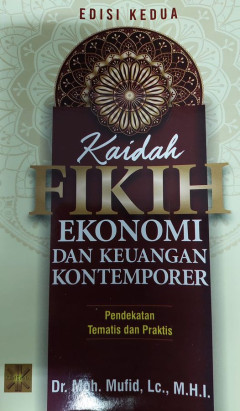 EDISI KEDUA
Kaidah
FIKIH
EKONOMI
DAN KEUANGAN
KONTEMPORER
Pendekatan
Tematis dan Praktis
Dr. Moh. Mufid, Lc., M.H.I.